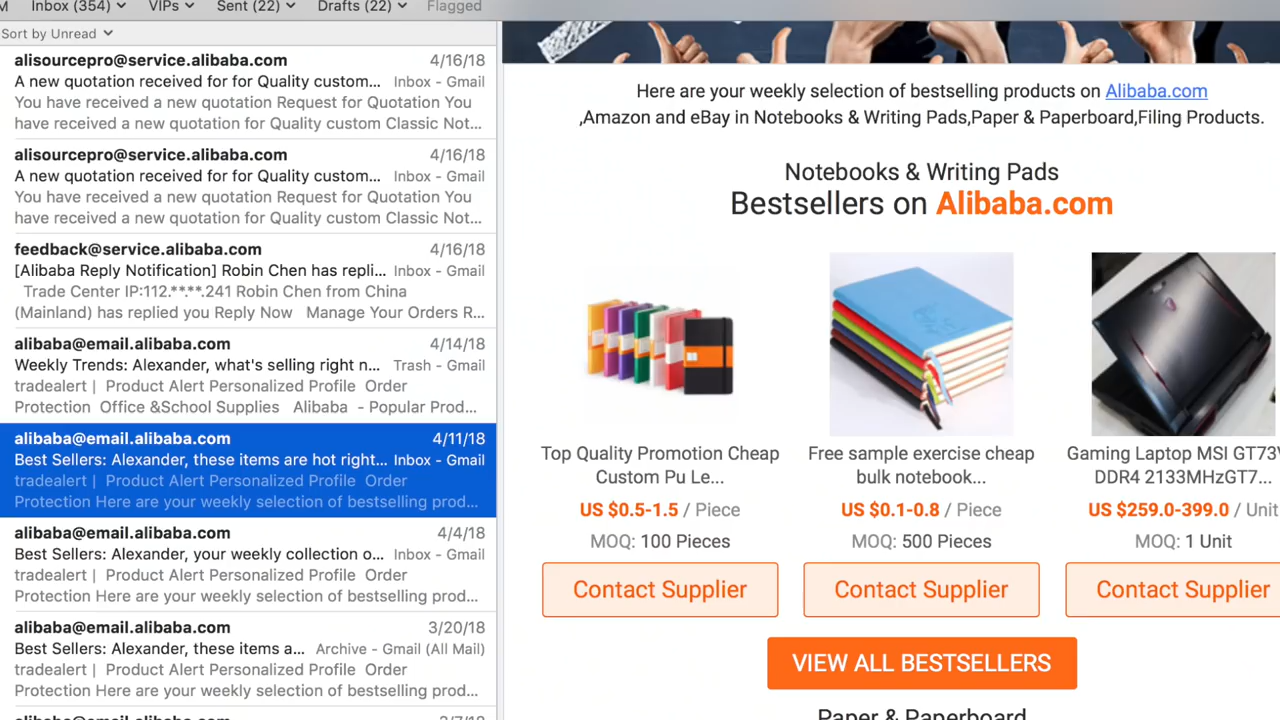 Inbox (354)
VIPs
Sent (22)
Drafts (22)
Flagged
Sort by Unread
alisourcepro@service.alibaba.com 4/16/18
A new quotation received for for Quality custom... Inbox - Gmail
You have received a new quotation Request for Quotation You
have received a new quotation for Quality custom Classic Not...
alisourcepro@service.alibaba.com 4/16/18
A new quotation received for for Quality custom... Inbox - Gmail
You have received a new quotation Request for Quotation You
have received a new quotation for Quality custom Classic Not...
feedback@service.alibaba.com 4/16/18
[Alibaba Reply Notification] Robin Chen has repli... Inbox - Gmail
Trade Center IP:112.****.241 Robin Chen from China
(Mainland) has replied you Reply Now Manage Your Orders R...
alibaba@email.alibaba.com 4/14/18
Weekly Trends: Alexander, what's selling right n... Trash - Gmail
tradealert | Product Alert Personalized Profile Order
Protection Office &School Supplies Alibaba - Popular Prod...
alibaba@email.alibaba.com 4/11/18
Best Sellers: Alexander, these items are hot right... Inbox - Gmail
tradealert | Product Alert Personalized Profile Order
Protection Here are your weekly selection of bestselling prod...
alibaba@email.alibaba.com 4/4/18
Best Sellers: Alexander, your weekly collection o... Inbox - Gmail
tradealert | Product Alert Personalized Profile Order
Protection Here are your weekly selection of bestselling prod...
alibaba@email.alibaba.com 3/20/18
Best Sellers: Alexander, these items a... Archive - Gmail (All Mail)
tradealert | Product Alert Personalized Profile Order
Protection Here are your weekly selection of bestselling prod...
alibaba@email.alibaba.com 3/7/18
Here are your weekly selection of bestselling products on Alibaba.com
,Amazon and eBay in Notebooks & Writing Pads,Paper & Paperboard,Filing Products.
Notebooks & Writing Pads
Bestsellers on Alibaba.com
Top Quality Promotion Cheap
Custom Pu Le...
US $0.5-1.5 / Piece
MOQ: 100 Pieces
Contact Supplier
Free sample exercise cheap
bulk notebook...
US $0.1-0.8 / Piece
MOQ: 500 Pieces
Contact Supplier
Gaming Laptop MSI GT73V
DDR4 2133MHzGT7...
US $259.0-399.0 / Unit
MOQ: 1 Unit
Contact Supplier
VIEW ALL BESTSELLERS
Paper & Paperboard